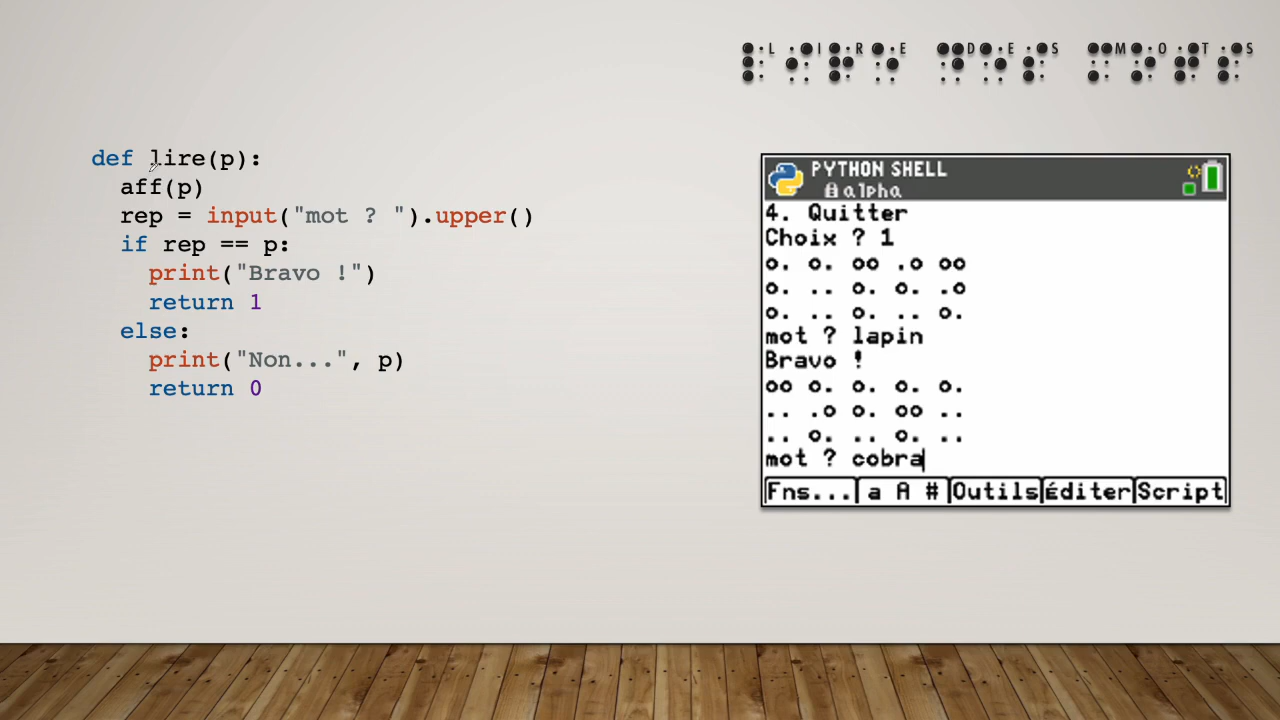 LIRE DES MOTS
def lire(p):
  aff(p)
  rep = input("mot ? ").upper()
  if rep == p:
    print("Bravo !")
    return 1
  else:
    print("Non...", p)
    return 0
PYTHON SHELL
alpha
4. Quitter
Choix ? 1
o. o. oo .o oo
o. .. o. o. .o
o. .. o. .. o.
mot ? lapin
Bravo !
oo o. o. o. o.
.. .o o. oo ..
.. o. .. o. ..
mot ? cobra
Fns... a A # Outils Éditer Script